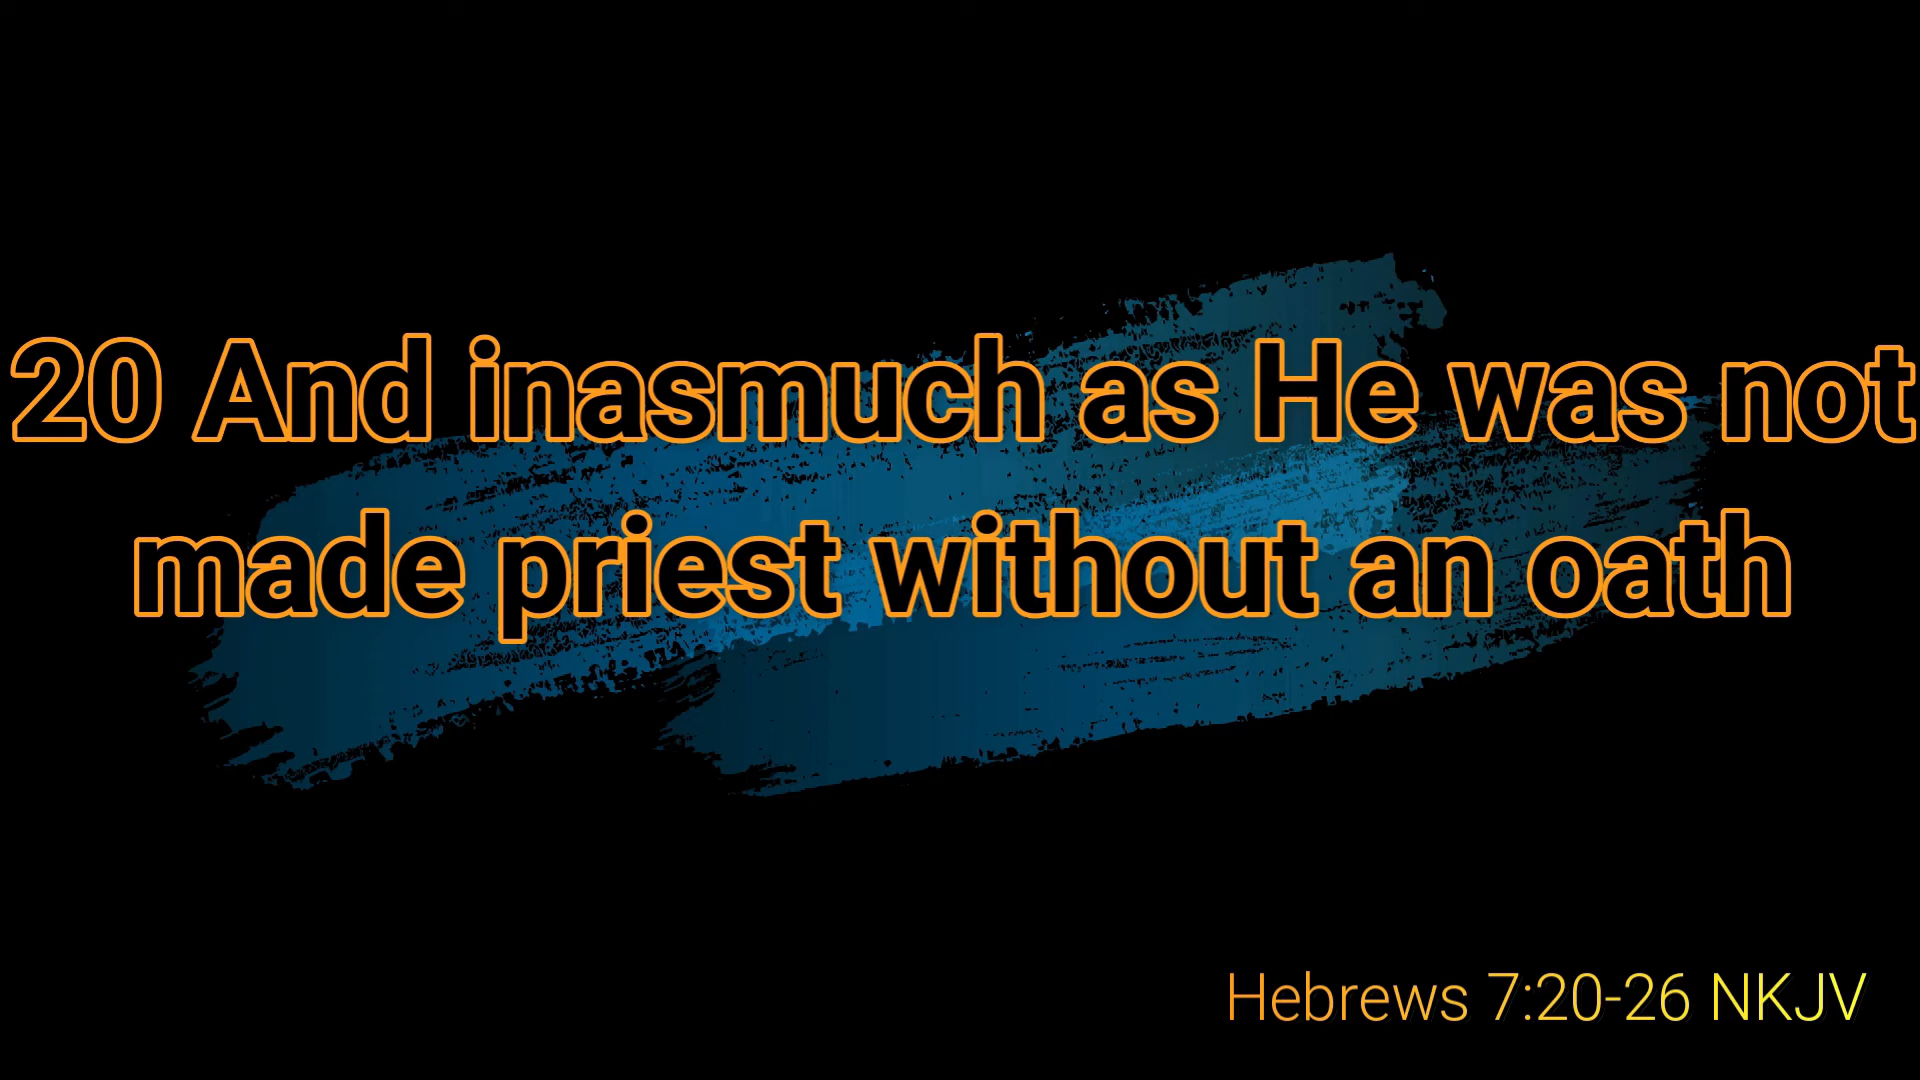 20 And inasmuch as He was not
made priest without an oath
Hebrews 7:20-26 NKJV